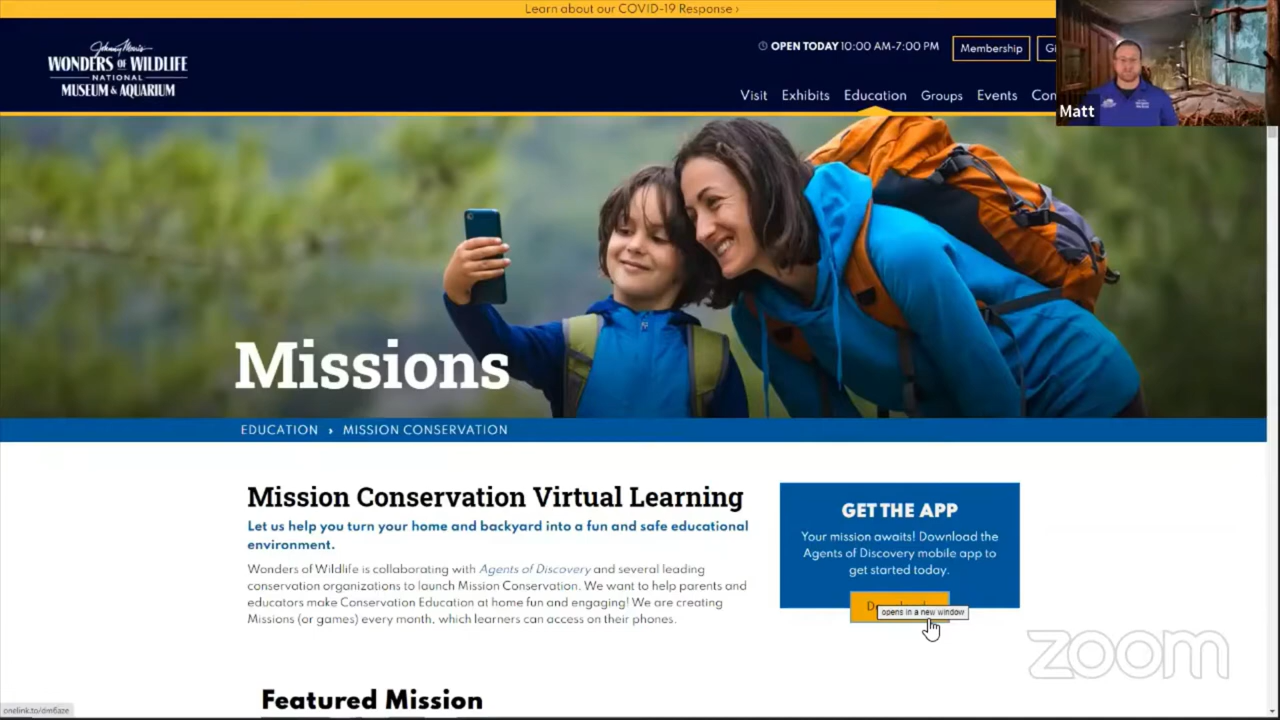 Learn about our COVID-19 Response ›
Johnny Morris
WONDERS OF WILDLIFE
NATIONAL
MUSEUM & AQUARIUM
OPEN TODAY 10:00 AM-7:00 PM
Membership
Visit Exhibits Education Groups Events
Matt
Missions
EDUCATION › MISSION CONSERVATION
Mission Conservation Virtual Learning
Let us help you turn your home and backyard into a fun and safe educational
environment.
Wonders of Wildlife is collaborating with Agents of Discovery and several leading
conservation organizations to launch Mission Conservation. We want to help parents and
educators make Conservation Education at home fun and engaging! We are creating
Missions (or games) every month, which learners can access on their phones.
GET THE APP
Your mission awaits! Download the
Agents of Discovery mobile app to
get started today.
opens in a new window
zoom
Featured Mission
onelink.to/dm6aze